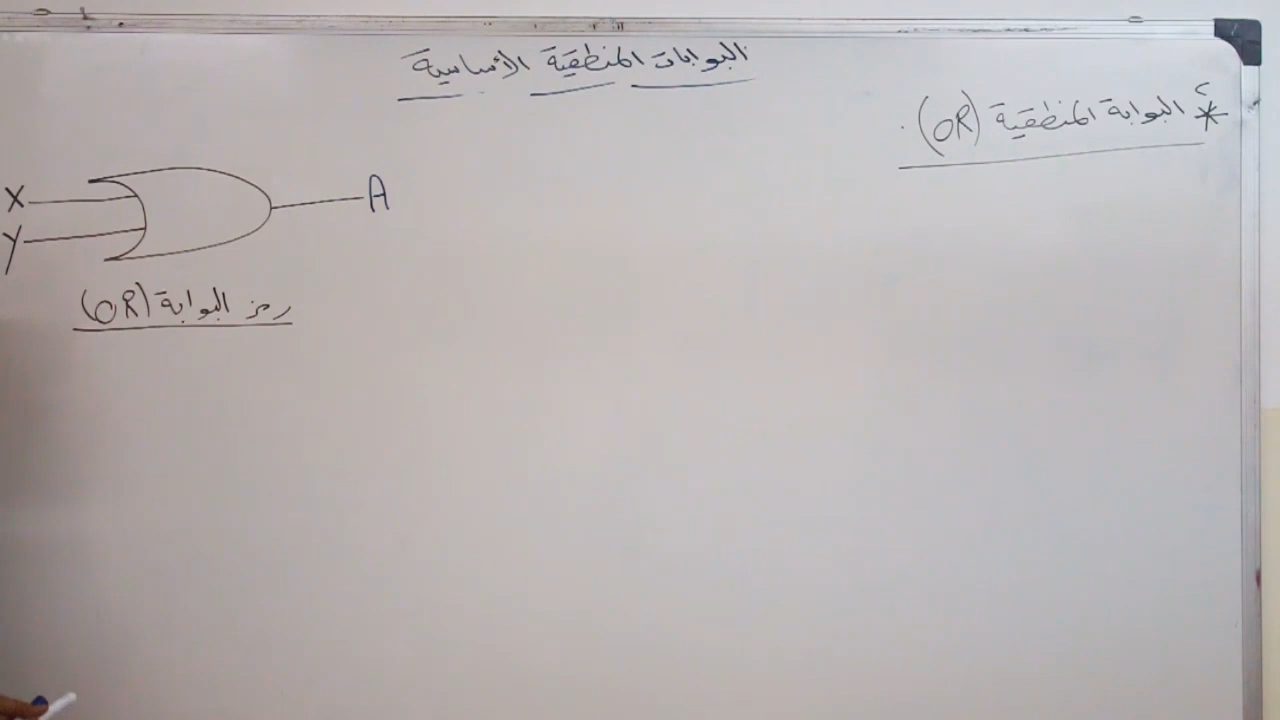 البوابات المنطقية الأساسية
* البوابة المنطقية (OR).
X
A
y
رمز البوابة (OR)